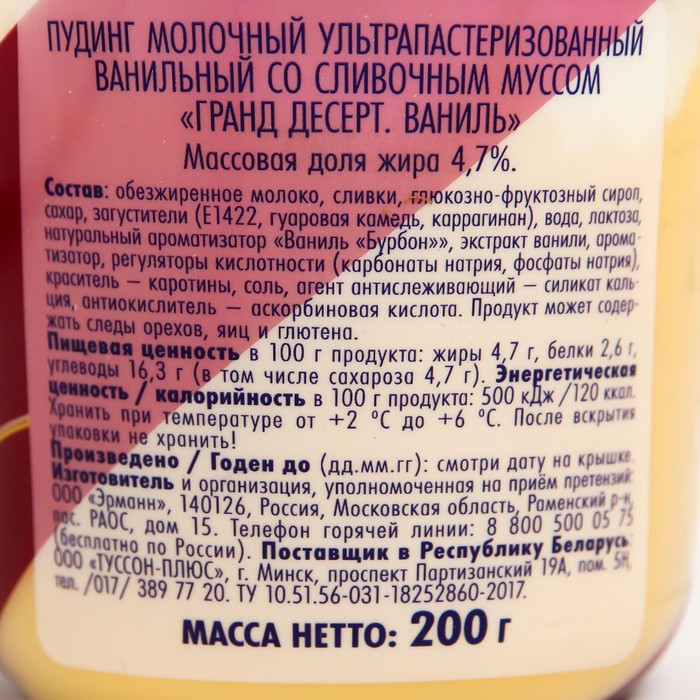 ПУДИНГ МОЛОЧНЫЙ УЛЬТРАПАСТЕРИЗОВАННЫЙ
ВАНИЛЬНЫЙ СО СЛИВОЧНЫМ МУССОМ
«ГРАНД ДЕСЕРТ. ВАНИЛЬ»
Массовая доля жира 4,7%.
Состав: обезжиренное молоко, сливки, глюкозно-фруктозный сироп,
сахар, загустители (Е1422, гуаровая камедь, каррагинан), вода, лактоза,
натуральный ароматизатор «Ваниль «Бурбон»», экстракт ванили, арома-
тизатор, регуляторы кислотности (карбонаты натрия, фосфаты натрия),
краситель – каротины, соль, агент антислеживающий – силикат каль-
ция, антиокислитель – аскорбиновая кислота. Продукт может содер-
жать следы орехов, яиц и глютена.
Пищевая ценность в 100 г продукта: жиры 4,7 г, белки 2,6 г,
углеводы 16,3 г (в том числе сахароза 4,7 г). Энергетическая
ценность / калорийность в 100 г продукта: 500 кДж /120 ккал.
Хранить при температуре от +2 °С до +6 °С. После вскрытия
упаковки не хранить!
Произведено / Годен до (дд.мм.гг): смотри дату на крышке.
Изготовитель и организация, уполномоченная на приём претензий:
ООО «Эрманн», 140126, Россия, Московская область, Раменский р-н,
пос. РАОС, дом 15. Телефон горячей линии: 8 800 500 05 75
(бесплатно по России). Поставщик в Республику Беларусь:
ООО «ТУССОН-ПЛЮС», г. Минск, проспект Партизанский 19А, пом. 5Н,
тел. /017/ 389 77 20. ТУ 10.51.56-031-18252860-2017.
МАССА НЕТТО: 200 г